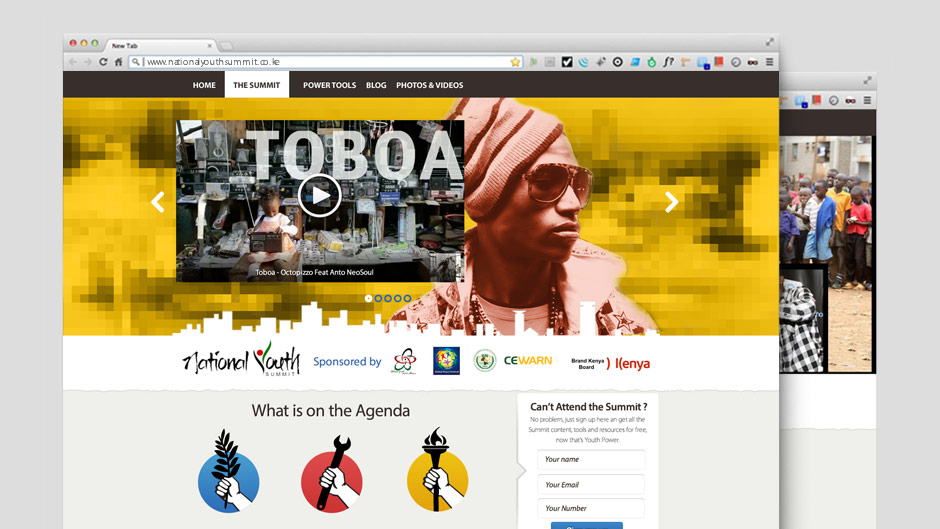 New Tab
www.nationalyouthsummit.co.ke
HOME
THE SUMMIT
POWER TOOLS
BLOG
PHOTOS & VIDEOS
TOBOA
Toboa - Octopizzo Feat Anto NeoSoul
National Youth
SUMMIT
Sponsored by
CEWARN
Brand Kenya
Board
Kenya
What is on the Agenda
Can't Attend the Summit ?
No problem, just sign up here an get all the
Summit content, tools and resources for free,
now that's Youth Power.
Your name
Your Email
Your Number